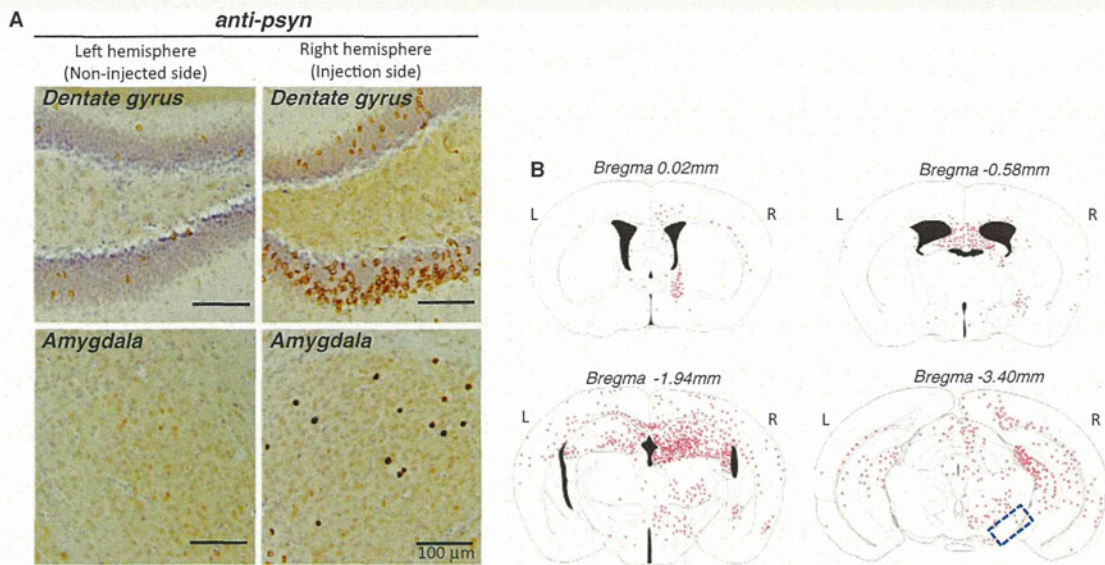 A
anti-psyn
Left hemisphere
(Non-injected side)
Right hemisphere
(Injection side)
Dentate gyrus
Dentate gyrus
Amygdala
Amygdala
100 μm
B
Bregma 0.02mm
L
R
Bregma -0.58mm
L
R
Bregma -1.94mm
L
R
Bregma -3.40mm
L
R